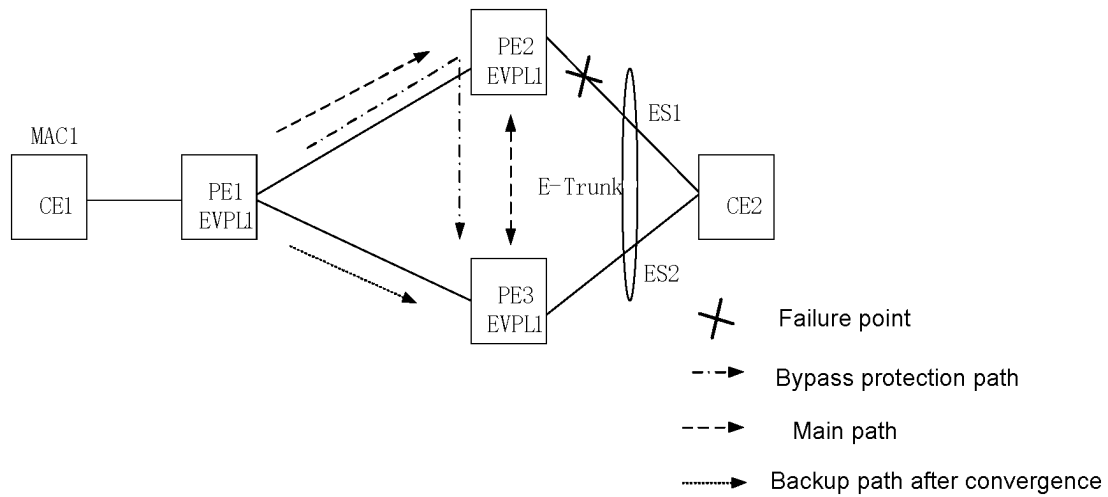 PE2
EVPL1
MAC1
CE1
PE1
EVPL1
E-Trunk
ES1
CE2
ES2
PE3
EVPL1
Failure point
Bypass protection path
Main path
Backup path after convergence